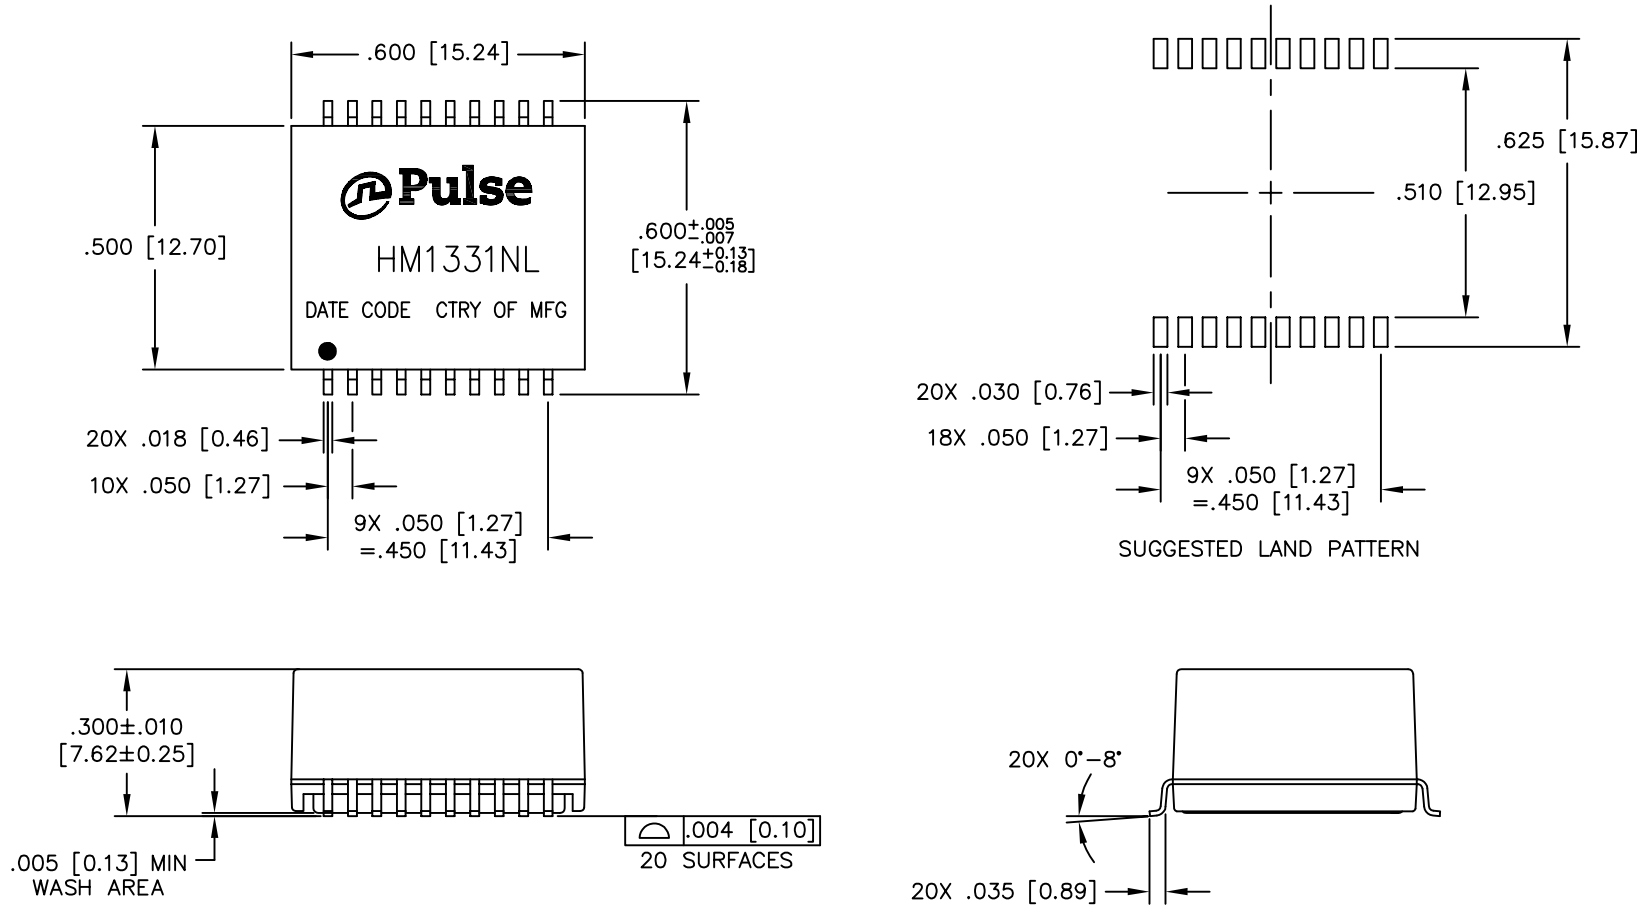 .600 [15.24]
.500 [12.70]
Pulse
HM1331NL
DATE CODE CTRY OF MFG
.600+.005
-.007
[15.24+0.13
-0.18]
20X .018 [0.46]
10X .050 [1.27]
9X .050 [1.27]
=.450 [11.43]
.625 [15.87]
.510 [12.95]
20X .030 [0.76]
18X .050 [1.27]
9X .050 [1.27]
=.450 [11.43]
SUGGESTED LAND PATTERN
.300±.010
[7.62±0.25]
.005 [0.13] MIN
WASH AREA
.004 [0.10]
20 SURFACES
20X 0°-8°
20X .035 [0.89]